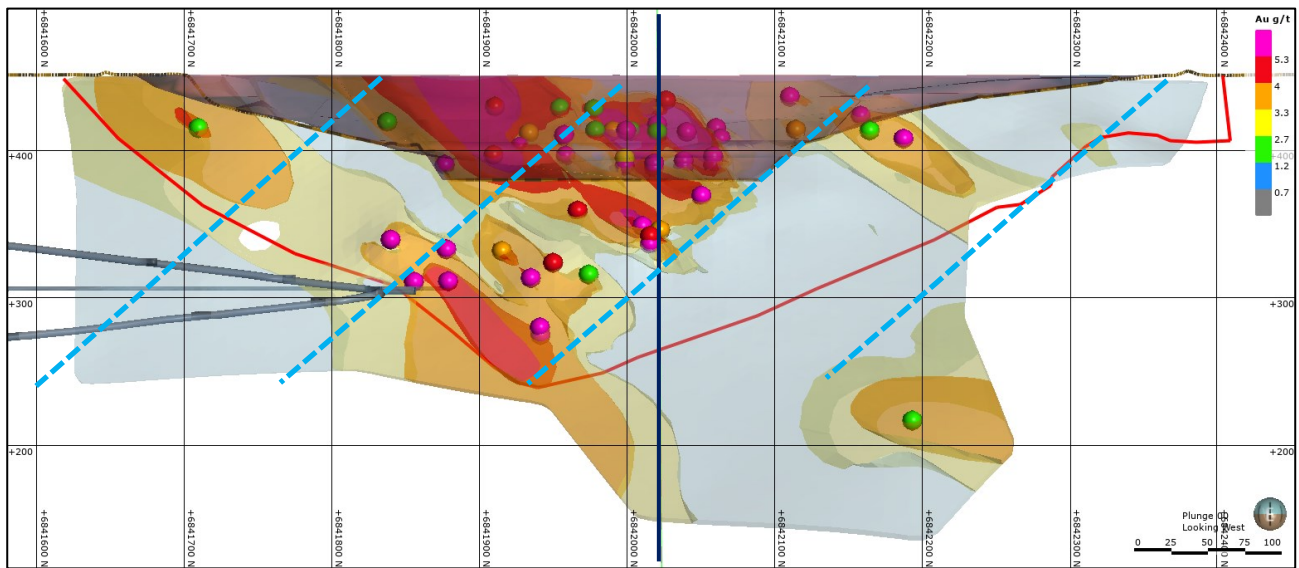 +6841600 N
+6841700 N
+6841800 N
+6841900 N
+6842000 N
+6842100 N
+6842200 N
+6842300 N
+6842400 N
Au g/t
5.3
4
3.3
2.7
1.2
0.7
+400
+400
+300
+300
+200
+200
+6841600 N
+6841700 N
+6841800 N
+6841900 N
+6842000 N
+6842100 N
+6842200 N
+6842300 N
+6842400 N
Plunge 00
Looking West
0 25 50 75 100